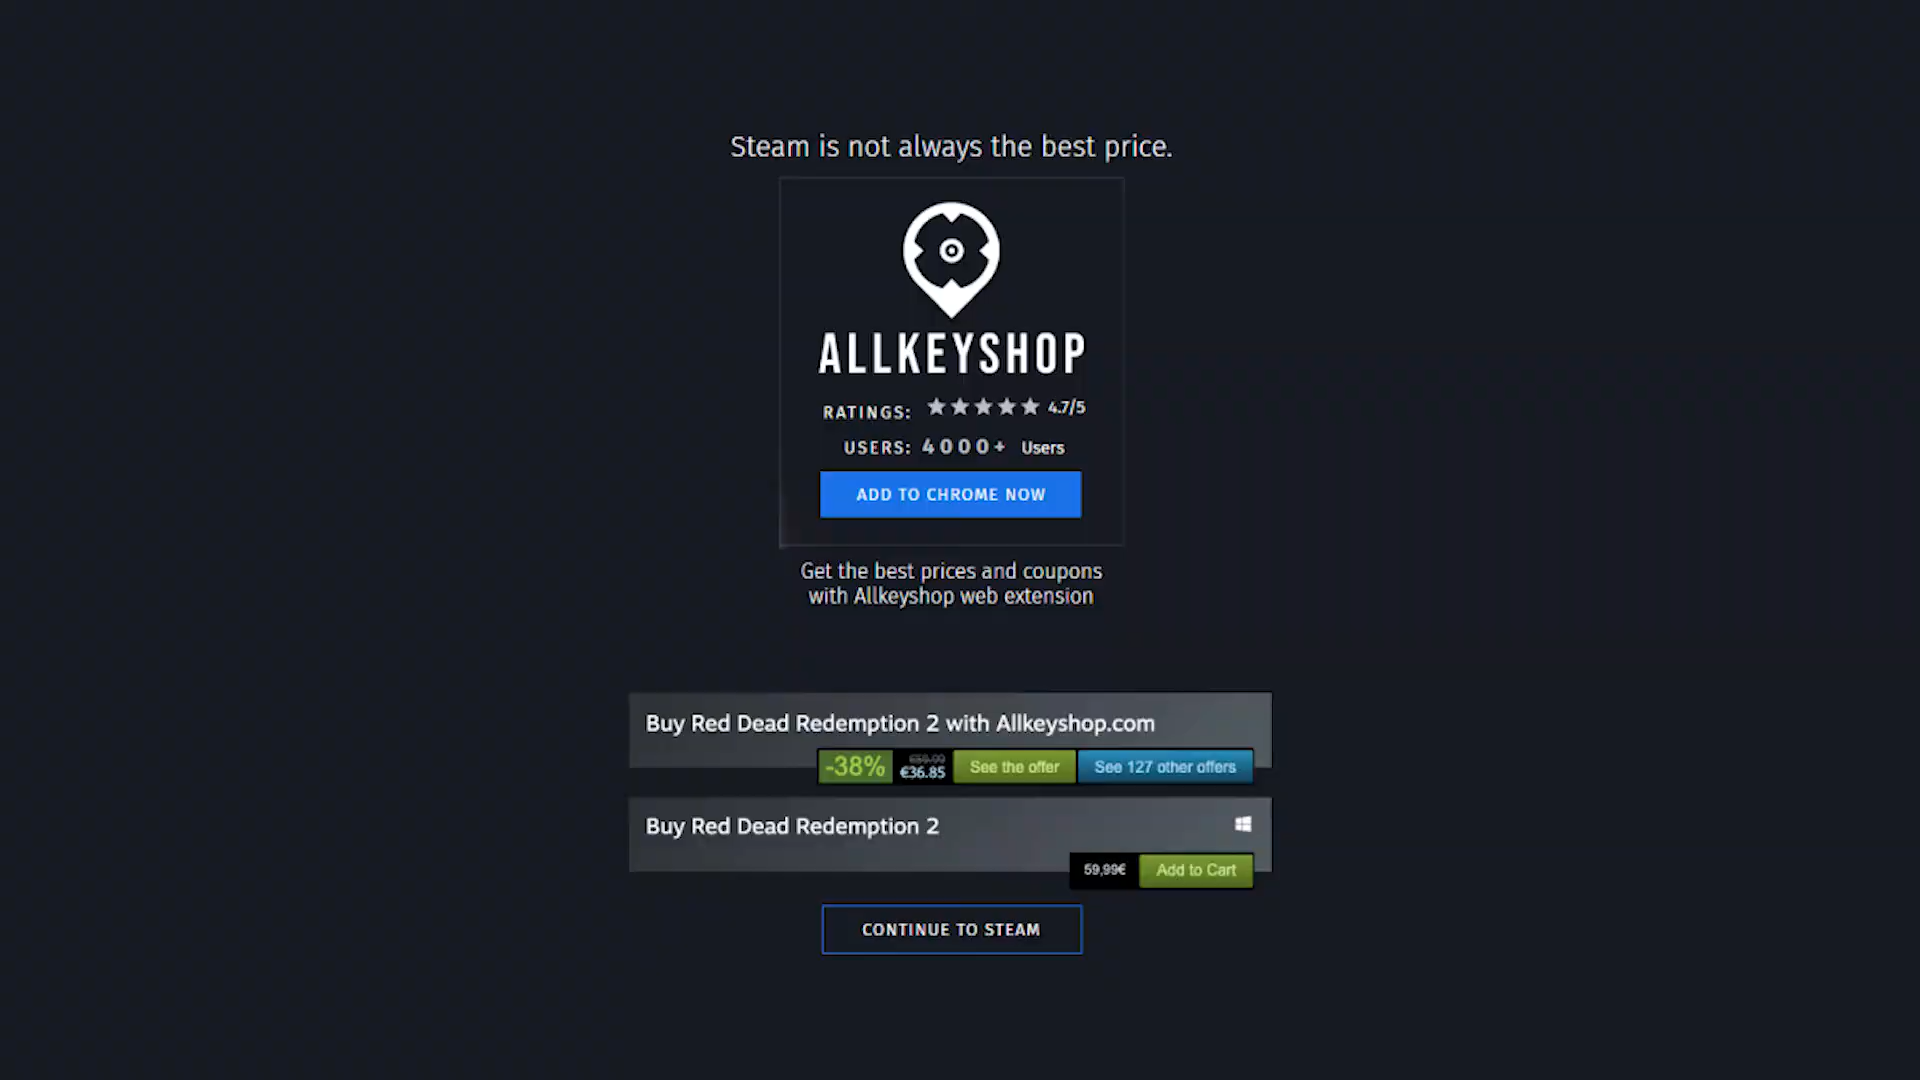 Steam is not always the best price.
ALLKEYSHOP
RATINGS: 4.7/5
USERS: 4000+ Users
ADD TO CHROME NOW
Get the best prices and coupons
with Allkeyshop web extension
Buy Red Dead Redemption 2 with Allkeyshop.com
-38% €36.85 See the offer See 127 other offers
Buy Red Dead Redemption 2
59,99€ Add to Cart
CONTINUE TO STEAM